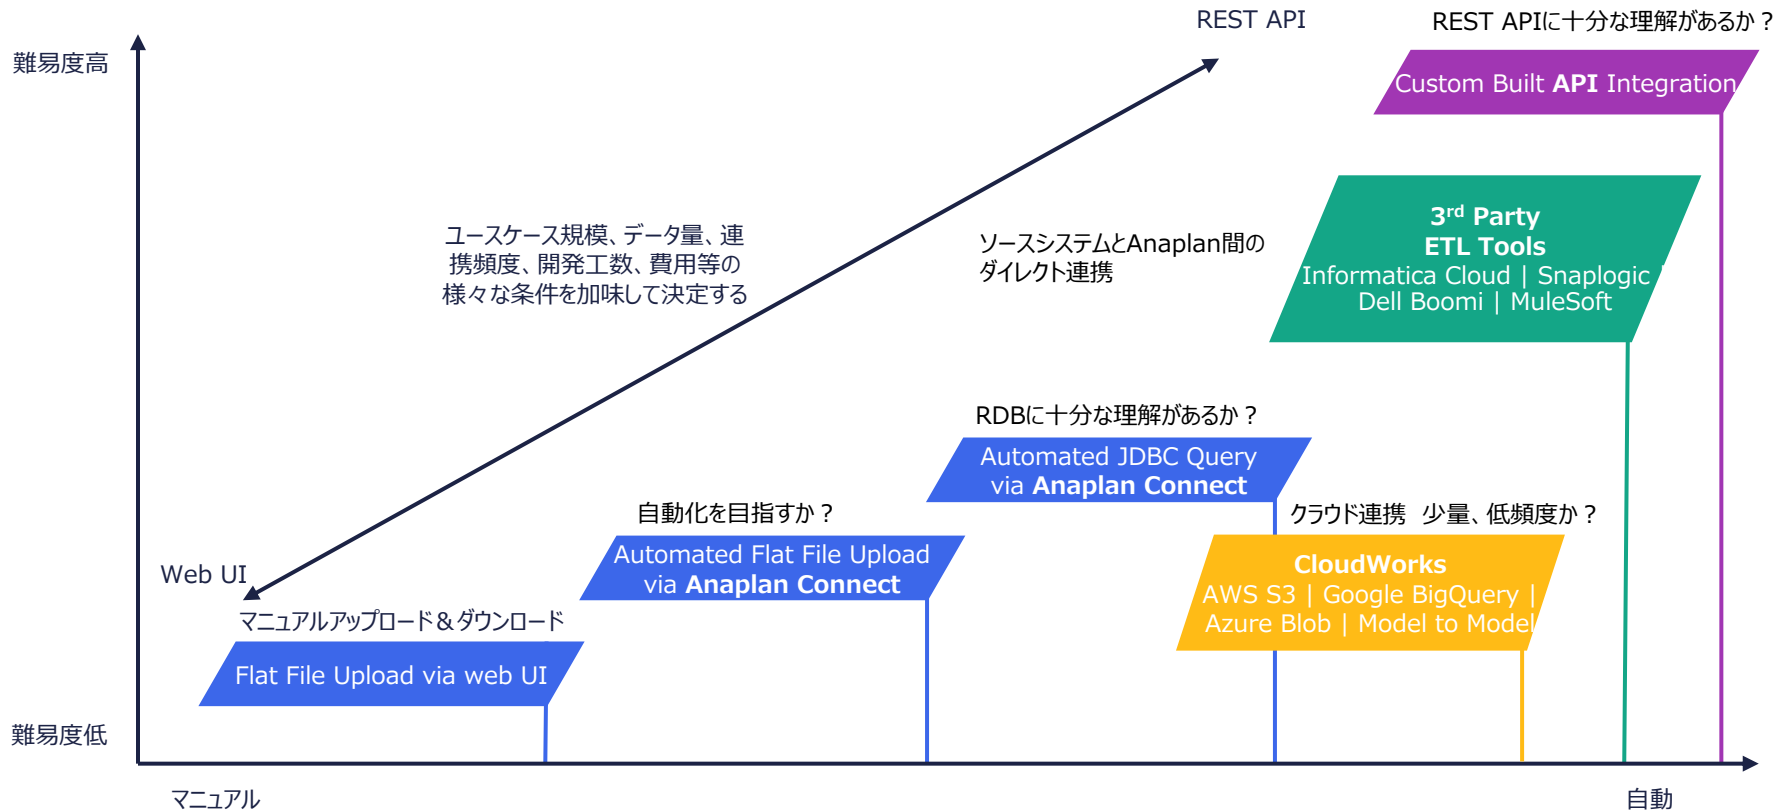 REST API
REST APIに十分な理解があるか？
難易度高
Custom Built API Integration
3rd Party
ETL Tools
Informatica Cloud | Snaplogic |
Dell Boomi | MuleSoft
ユースケース規模、データ量、連
携頻度、開発工数、費用等の
様々な条件を加味して決定する
ソースシステムとAnaplan間の
ダイレクト連携
RDBに十分な理解があるか？
Automated JDBC Query
via Anaplan Connect
自動化を目指すか？
Automated Flat File Upload
via Anaplan Connect
クラウド連携　少量、低頻度か？
CloudWorks
AWS S3 | Google BigQuery |
Azure Blob | Model to Model
Web UI
マニュアルアップロード＆ダウンロード
Flat File Upload via web UI
難易度低
マニュアル
自動